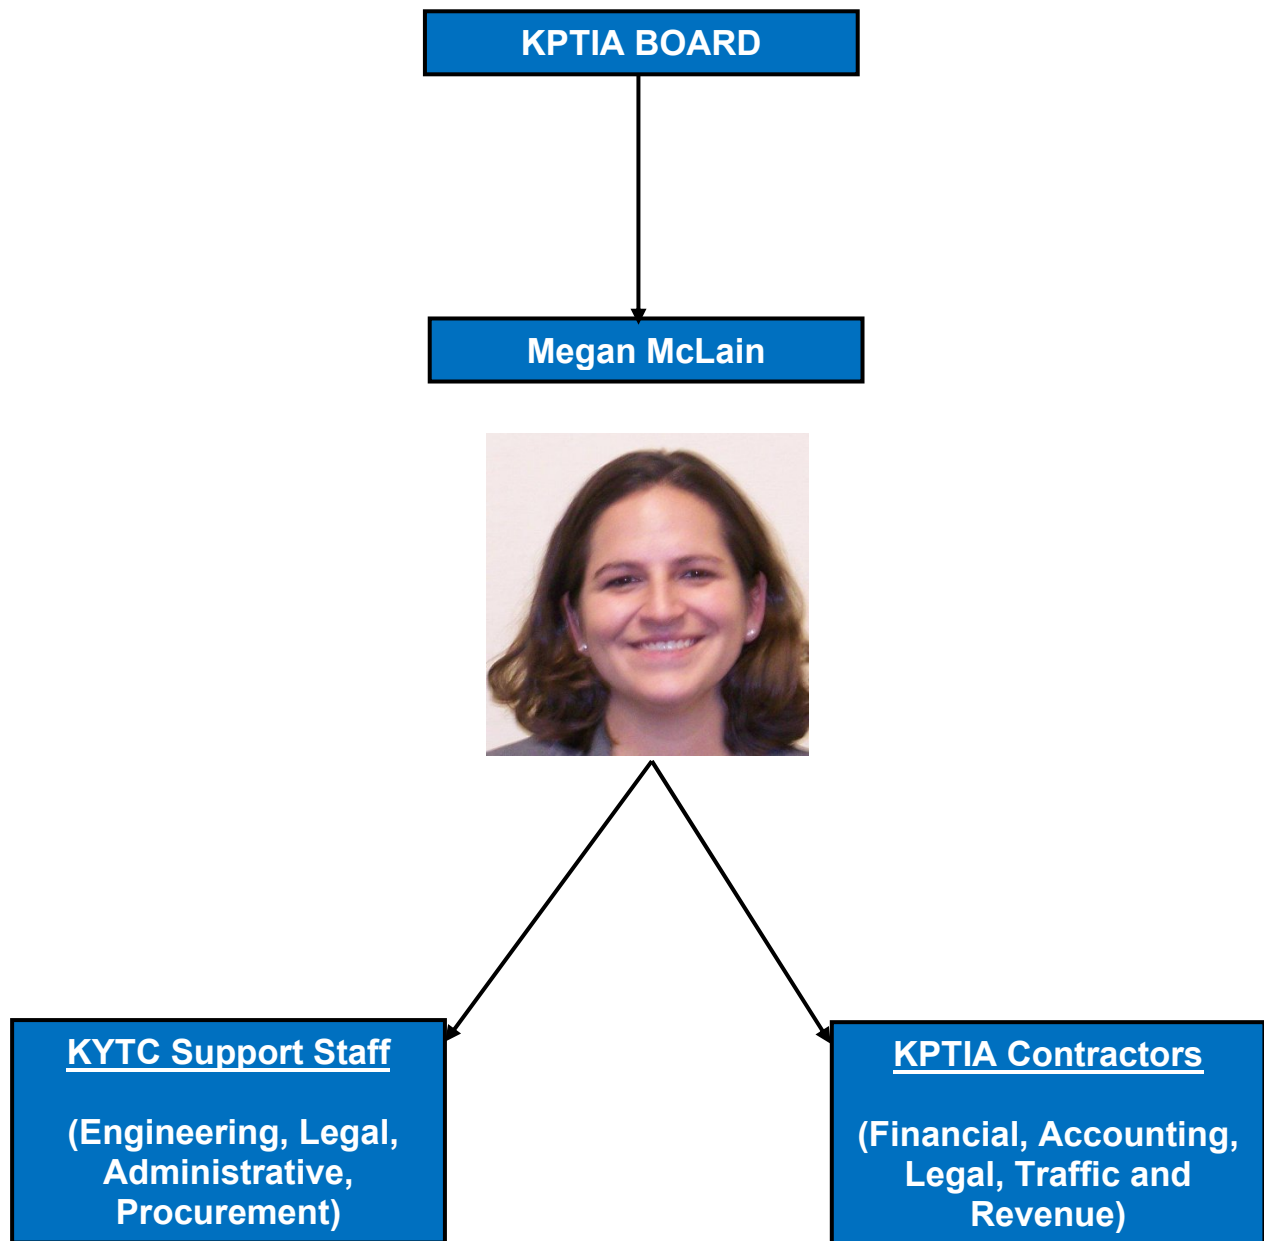 KPTIA BOARD
Megan McLain
KYTC Support Staff
(Engineering, Legal,
Administrative,
Procurement)
KPTIA Contractors
(Financial, Accounting,
Legal, Traffic and
Revenue)